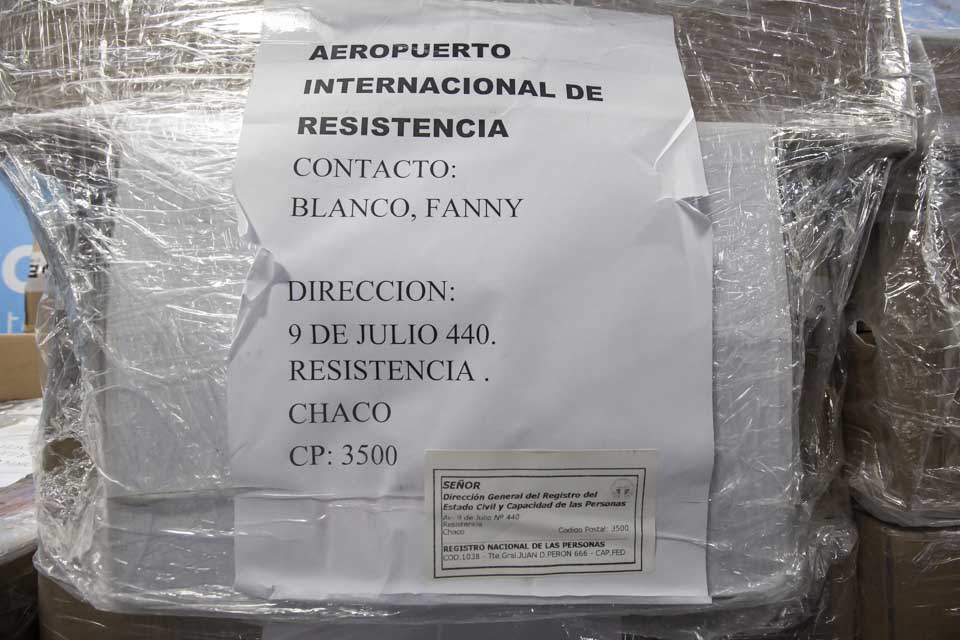 AEROPUERTO
INTERNACIONAL DE
RESISTENCIA
CONTACTO:
BLANCO, FANNY
DIRECCION:
9 DE JULIO 440.
RESISTENCIA .
CHACO
CP: 3500
SEÑOR
Dirección General del Registro del
Estado Civil y Capacidad de las Personas
Av. 9 de Julio Nº 440
Resistencia
Chaco Codigo Postal: 3500
REGISTRO NACIONAL DE LAS PERSONAS
COD.1038 - Tte.Gral JUAN D.PERON 666 - CAP.FED